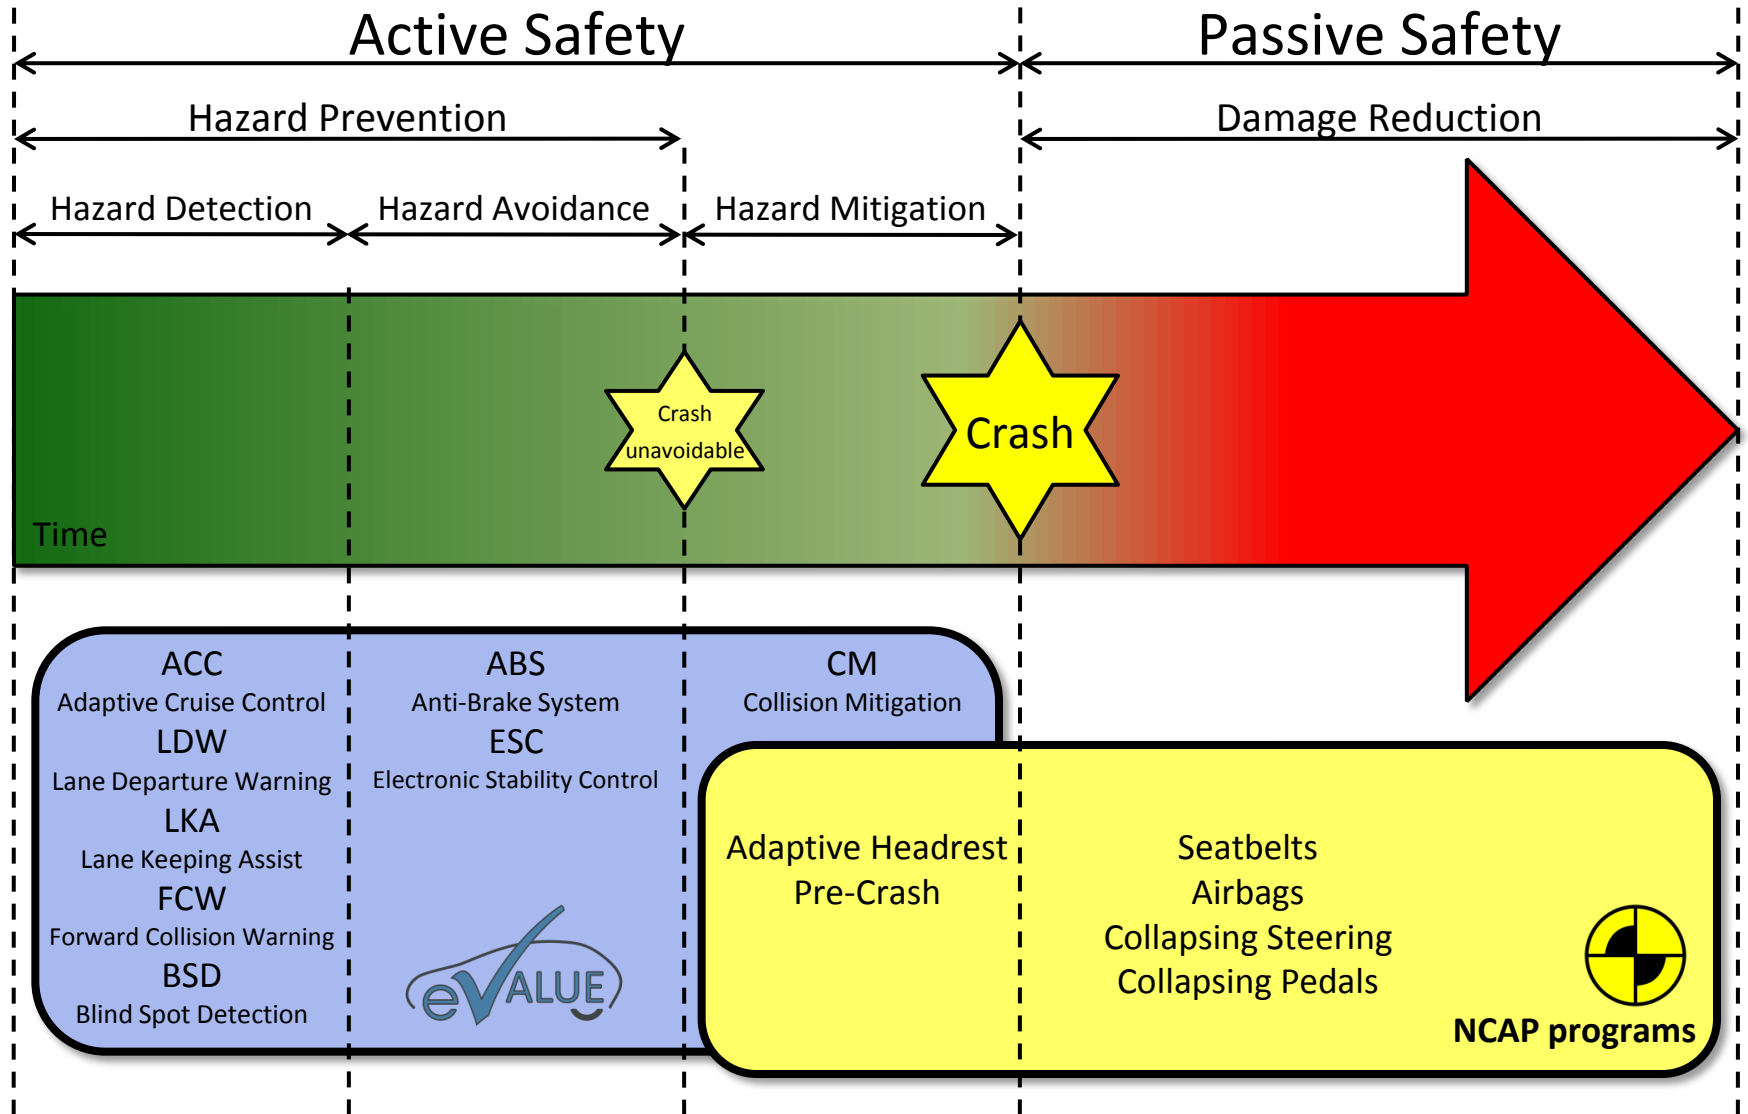 Active Safety
Passive Safety
Hazard Prevention
Damage Reduction
Hazard Detection
Hazard Avoidance
Hazard Mitigation
Crash
unavoidable
Crash
Time
ACC
Adaptive Cruise Control
LDW
Lane Departure Warning
LKA
Lane Keeping Assist
FCW
Forward Collision Warning
BSD
Blind Spot Detection
ABS
Anti-Brake System
ESC
Electronic Stability Control
eVALUE
CM
Collision Mitigation
Adaptive Headrest
Pre-Crash
Seatbelts
Airbags
Collapsing Steering
Collapsing Pedals
NCAP programs